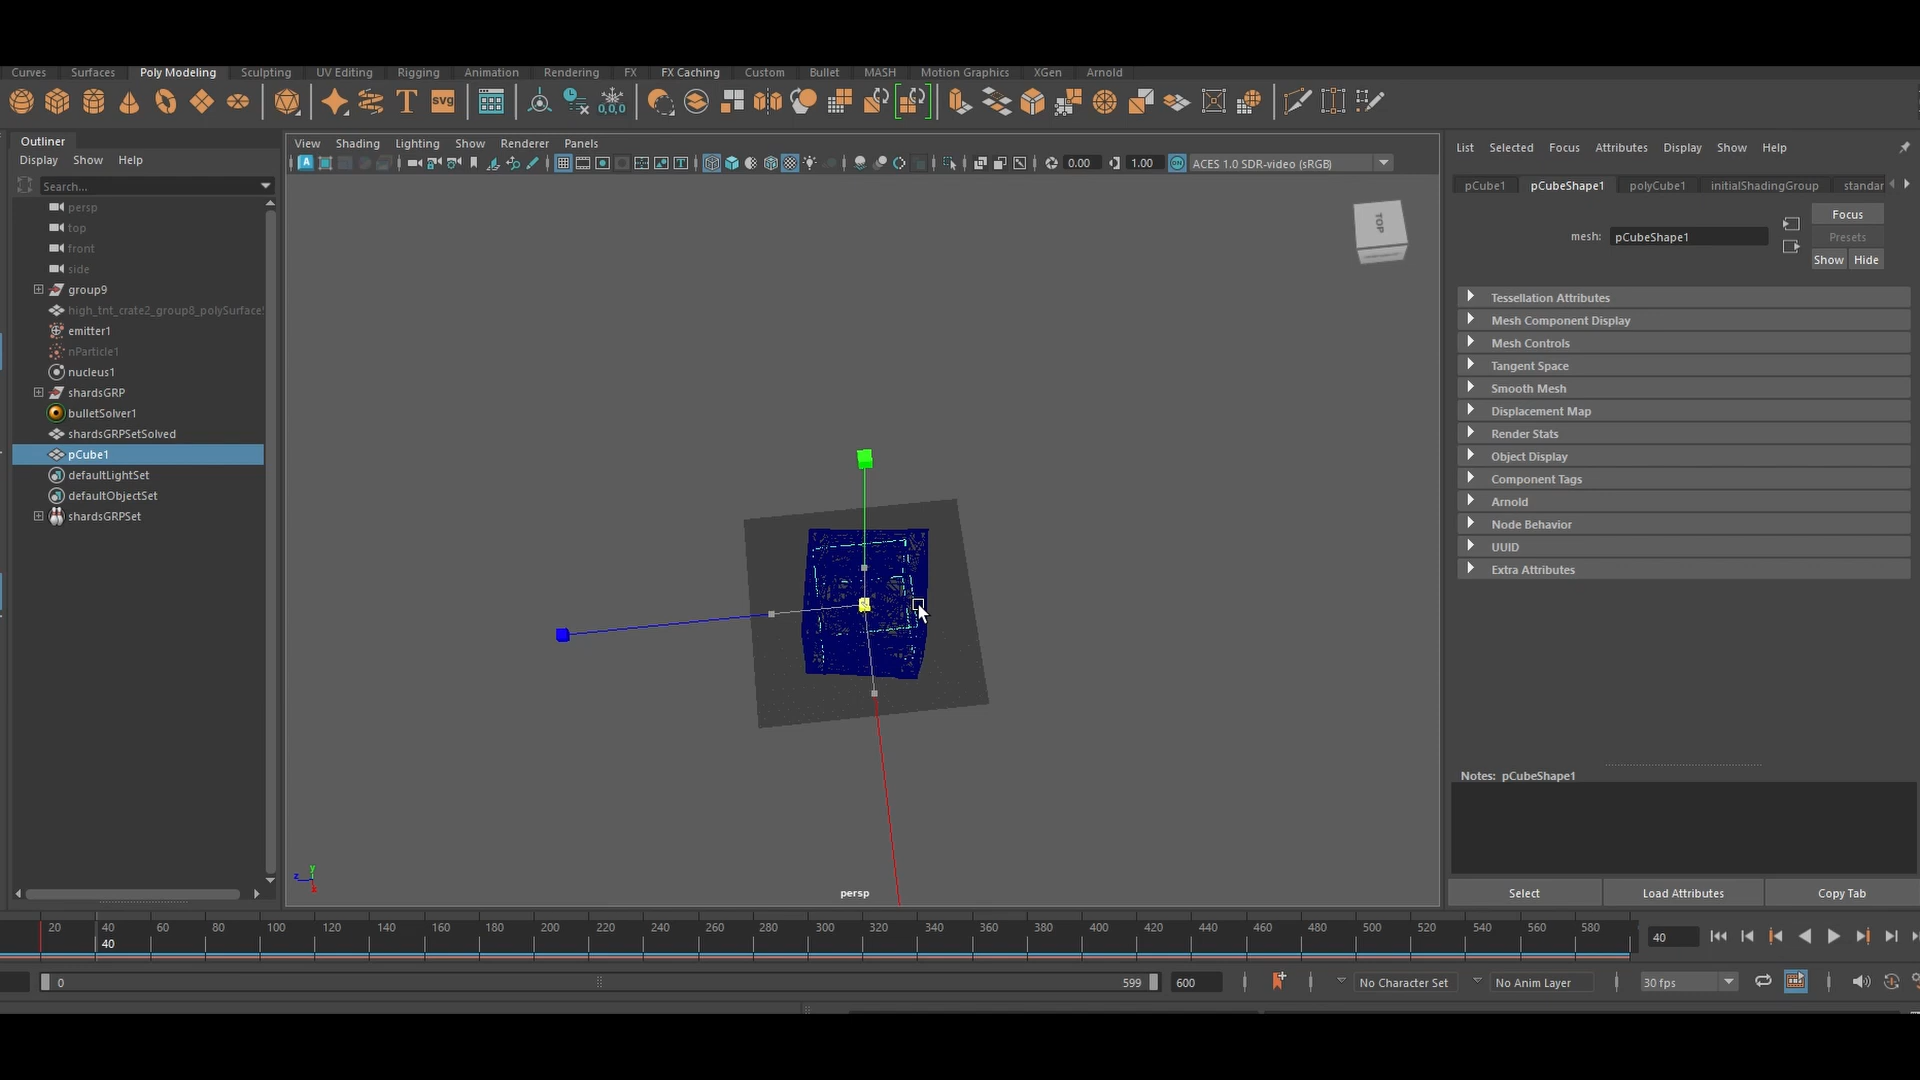 Curves Surfaces Poly Modeling Sculpting UV Editing Rigging Animation Rendering FX FX Caching Custom Bullet MASH Motion Graphics XGen Arnold
T SVG 0,0,0
Outliner
Display Show Help
Search...
persp
top
front
side
group9
high_tnt_crate2_group8_polySurface
emitter1
nParticle1
nucleus1
shardsGRP
bulletSolver1
shardsGRPSetSolved
pCube1
defaultLightSet
defaultObjectSet
shardsGRPSet
View Shading Lighting Show Renderer Panels
0.00 1.00 ON ACES 1.0 SDR-video (sRGB)
TOP
y
z
x
persp
List Selected Focus Attributes Display Show Help
pCube1 pCubeShape1 polyCube1 initialShadingGroup standar
mesh: pCubeShape1
Focus
Presets
Show Hide
Tessellation Attributes
Mesh Component Display
Mesh Controls
Tangent Space
Smooth Mesh
Displacement Map
Render Stats
Object Display
Component Tags
Arnold
Node Behavior
UUID
Extra Attributes
Notes: pCubeShape1
Select Load Attributes Copy Tab
20 40 60 80 100 120 140 160 180 200 220 240 260 280 300 320 340 360 380 400 420 440 460 480 500 520 540 560 580
40
40
0 599 600 No Character Set No Anim Layer 30 fps